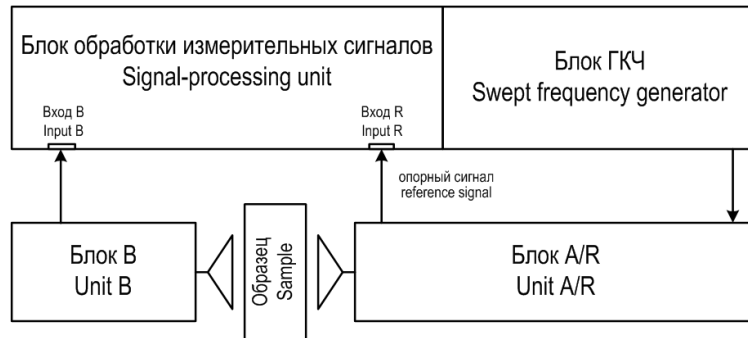 Блок обработки измерительных сигналов
Signal-processing unit
Блок ГКЧ
Swept frequency generator
Вход B
Input B
Вход R
Input R
опорный сигнал
reference signal
Блок B
Unit B
Образец
Sample
Блок A/R
Unit A/R